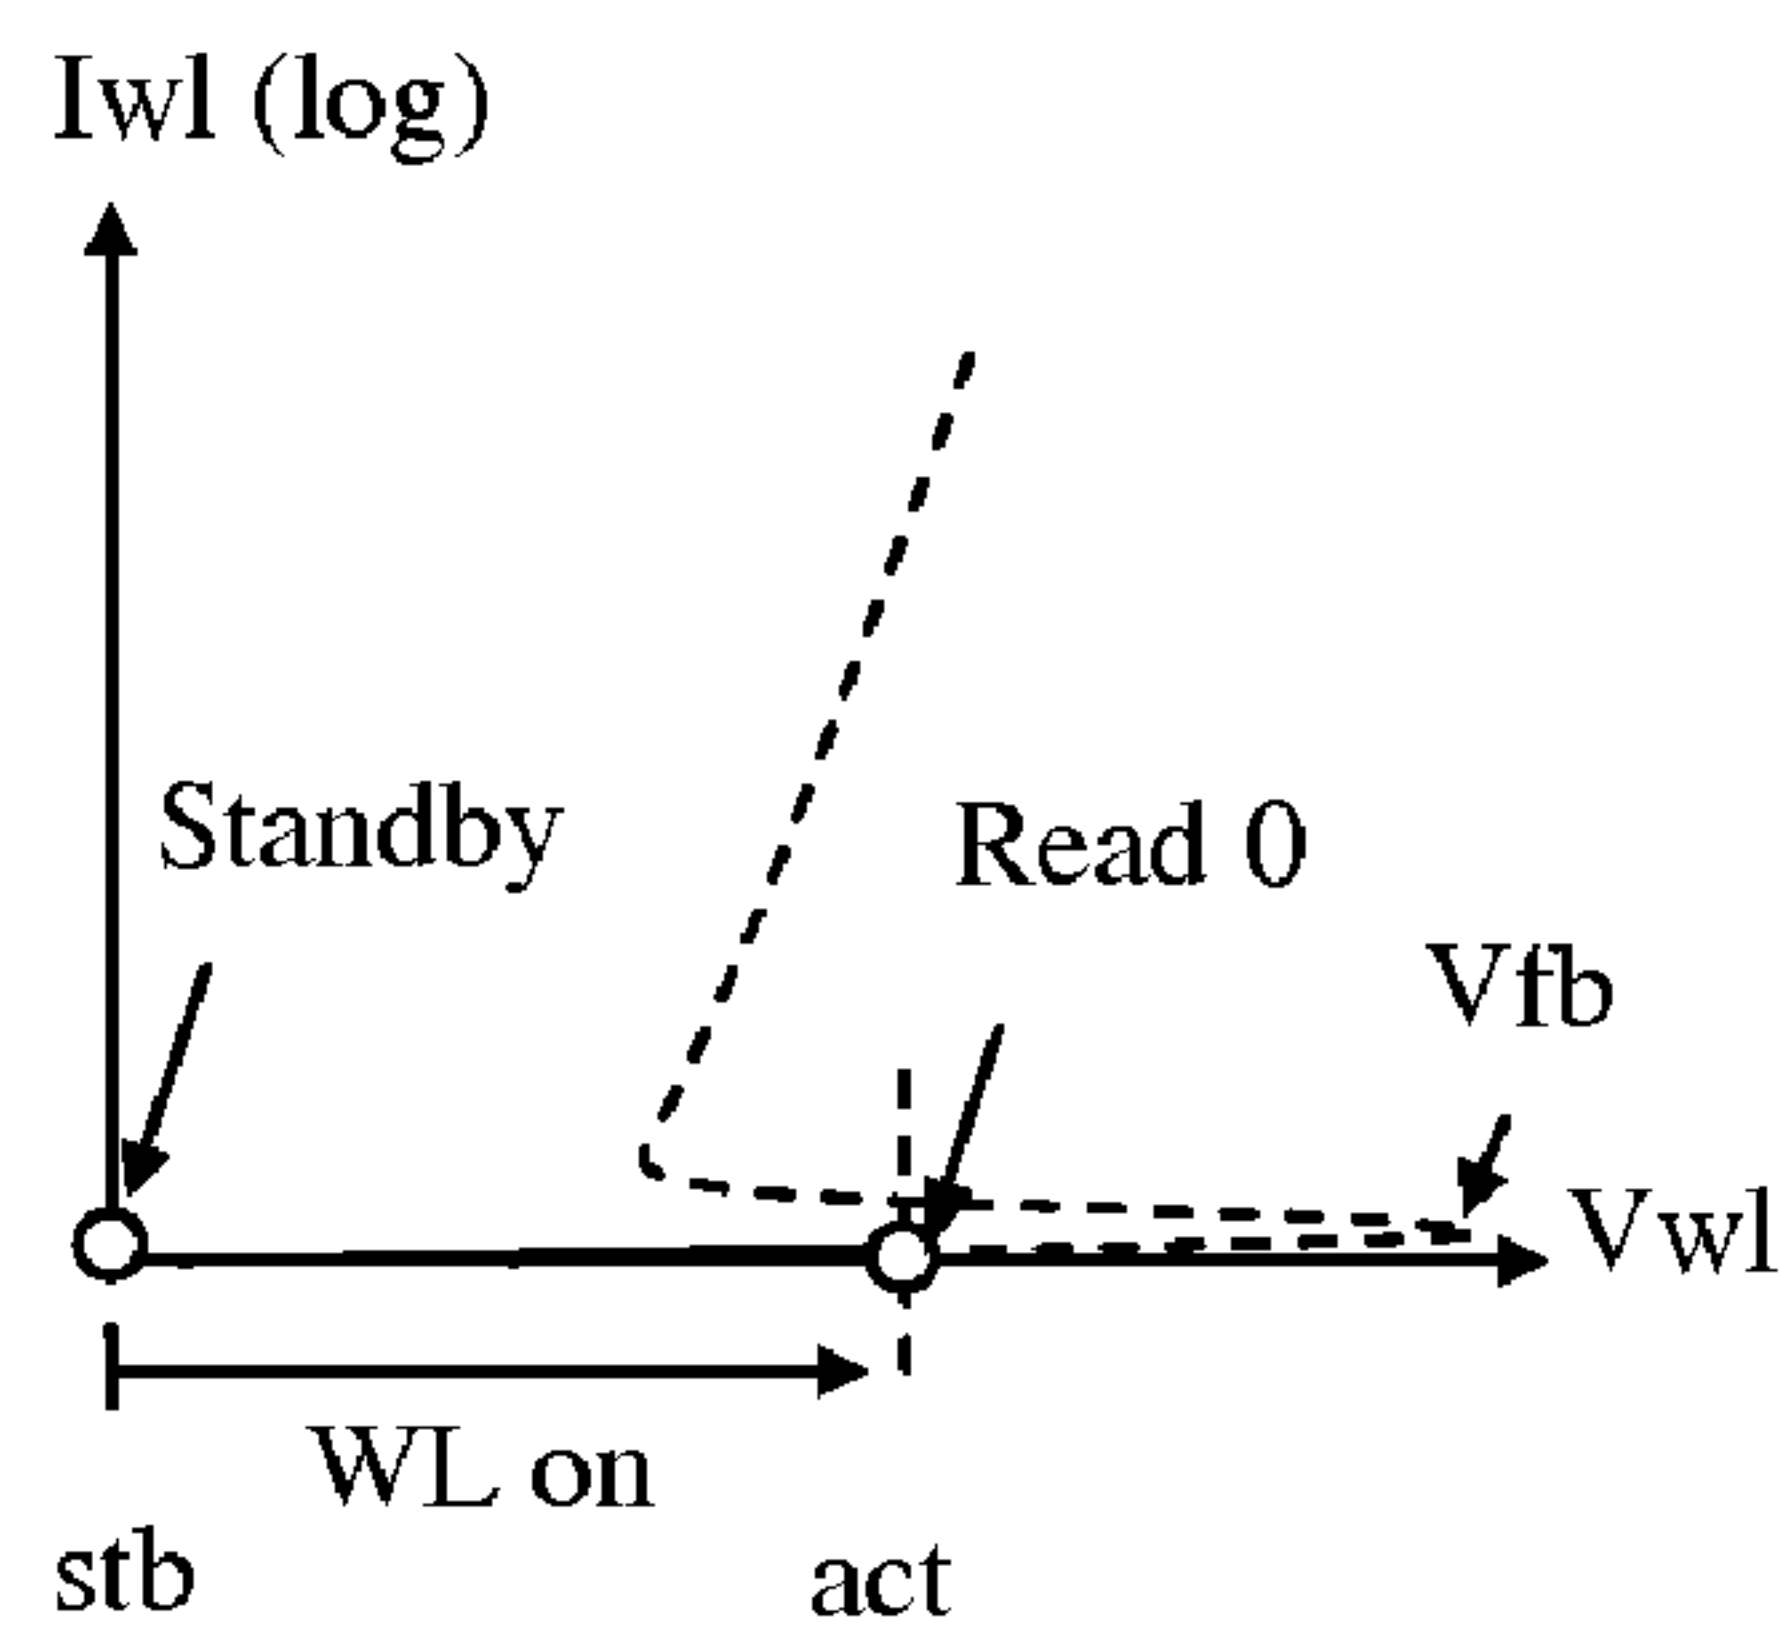 Iwl (log)
Standby
Read 0
Vfb
Vwl
WL on
stb
act